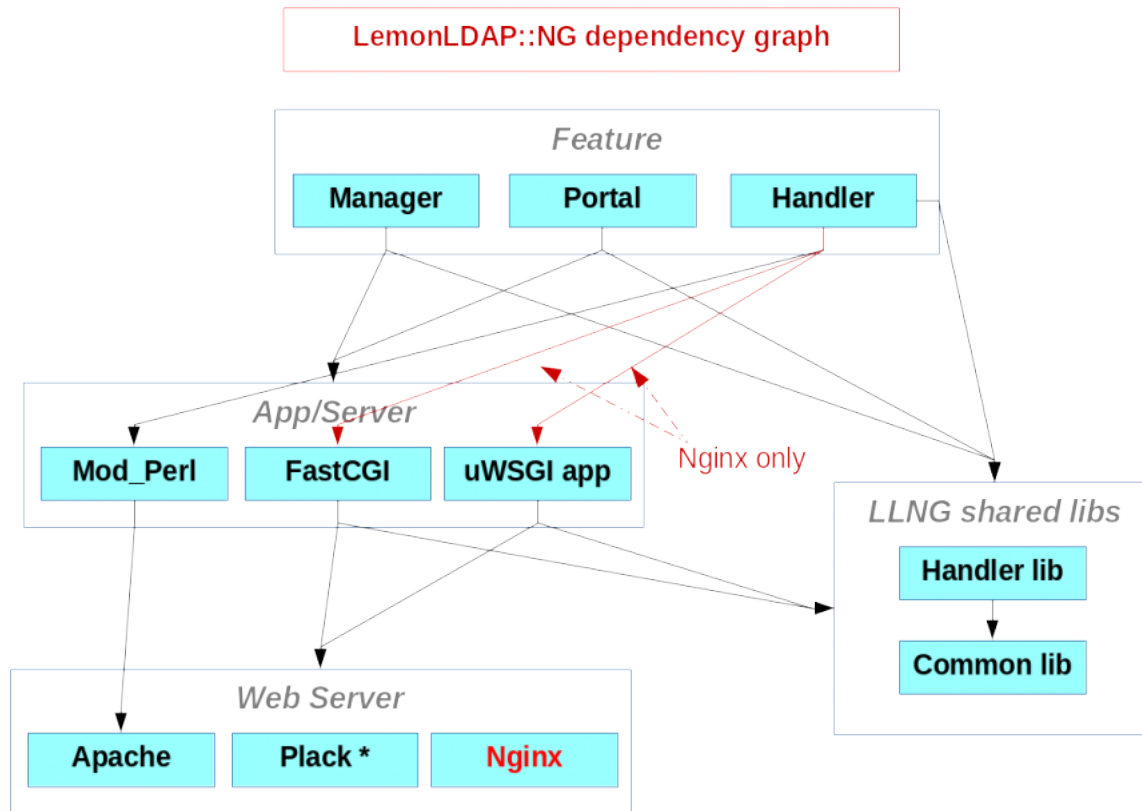 LemonLDAP::NG dependency graph
Feature
Manager
Portal
Handler
App/Server
Mod_Perl
FastCGI
uWSGI app
Nginx only
LLNG shared libs
Handler lib
Common lib
Web Server
Apache
Plack *
Nginx